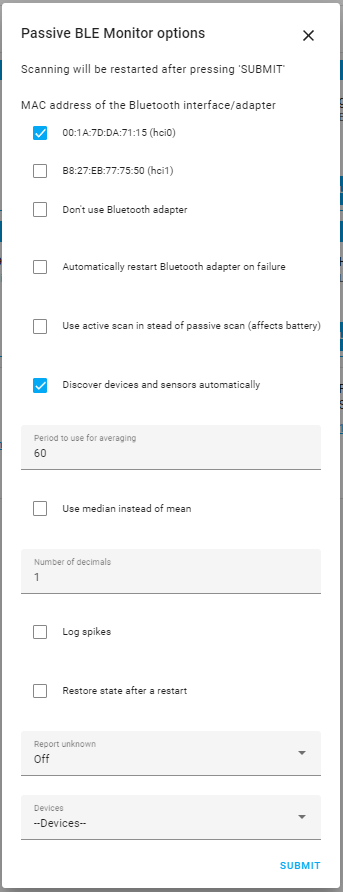 Passive BLE Monitor options
Scanning will be restarted after pressing 'SUBMIT'
MAC address of the Bluetooth interface/adapter
00:1A:7D:DA:71:15 (hci0)
B8:27:EB:77:75:50 (hci1)
Don't use Bluetooth adapter
Automatically restart Bluetooth adapter on failure
Use active scan in stead of passive scan (affects battery)
Discover devices and sensors automatically
Period to use for averaging
60
Use median instead of mean
Number of decimals
1
Log spikes
Restore state after a restart
Report unknown
Off
Devices
--Devices--
SUBMIT